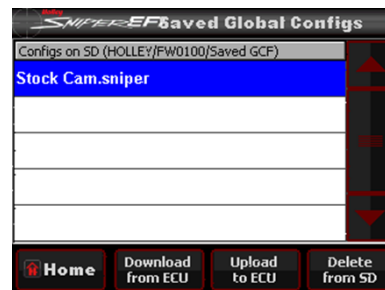 Holley
SNIPER EFI Saved Global Configs
Configs on SD (HOLLEY/FW0100/Saved GCF)
Stock Cam.sniper
Home
Download from ECU
Upload to ECU
Delete from SD